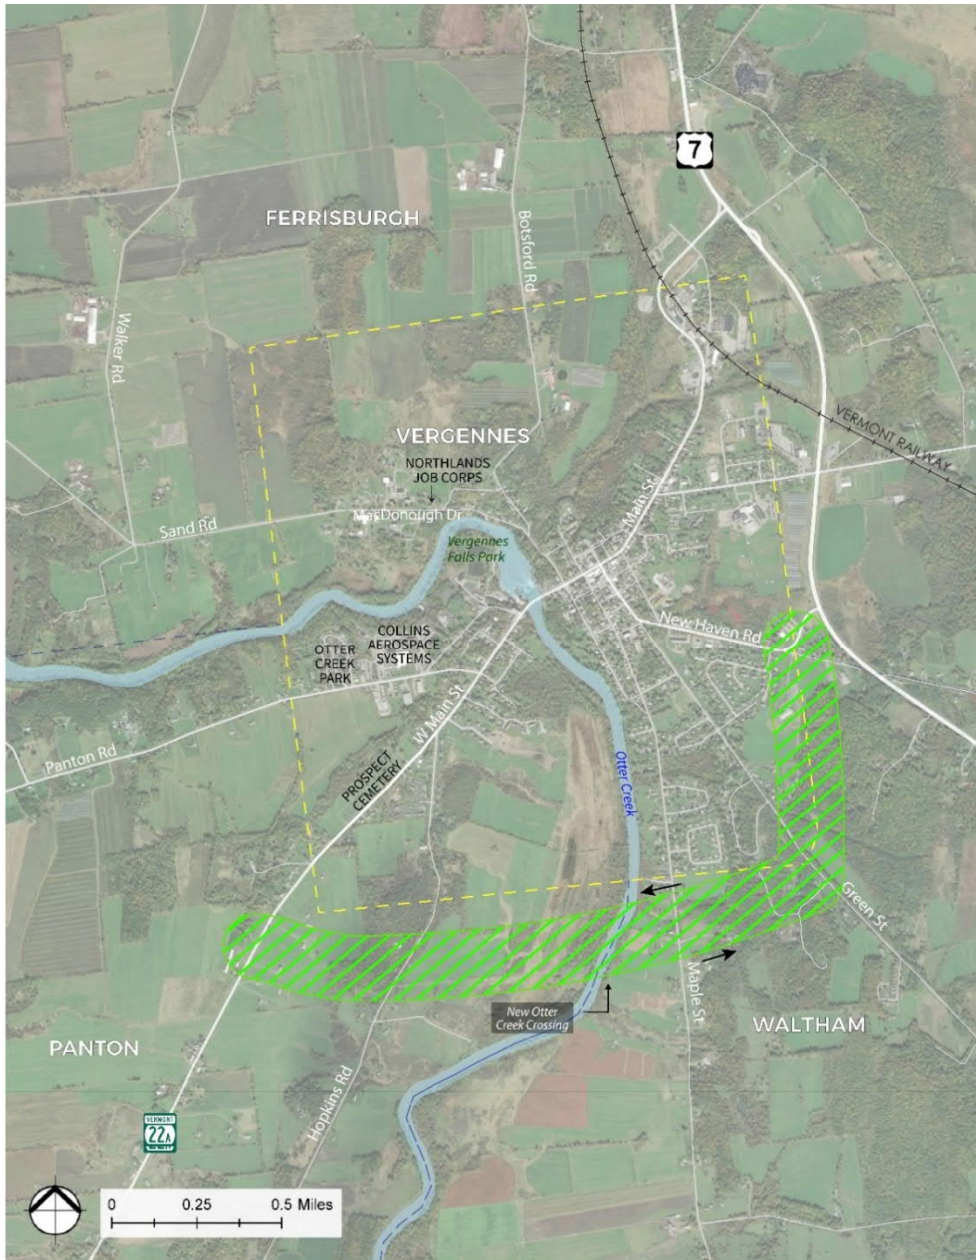 7
FERRISBURGH
Botsford Rd
Walker Rd
VERMONT RAILWAY
VERGENNES
NORTHLANDS
JOB CORPS
Main St
MacDonough Dr
Sand Rd
Vergennes
Falls Park
New Haven Rd
COLLINS
AEROSPACE
SYSTEMS
OTTER
CREEK
PARK
W Main St
Panton Rd
PROSPECT
CEMETERY
Otter Creek
Green St
Maple St
New Otter
Creek Crossing
WALTHAM
PANTON
Hopkins Rd
VERMONT
22A
0 0.25 0.5 Miles